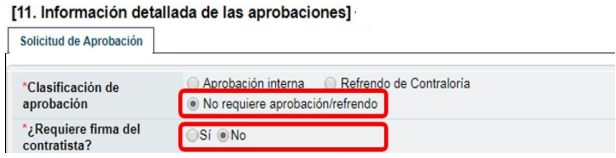 [11. Información detallada de las aprobaciones]
Solicitud de Aprobación
*Clasificación de aprobación
Aprobación interna Refrendo de Contraloría
No requiere aprobación/refrendo
*¿Requiere firma del contratista?
Sí No